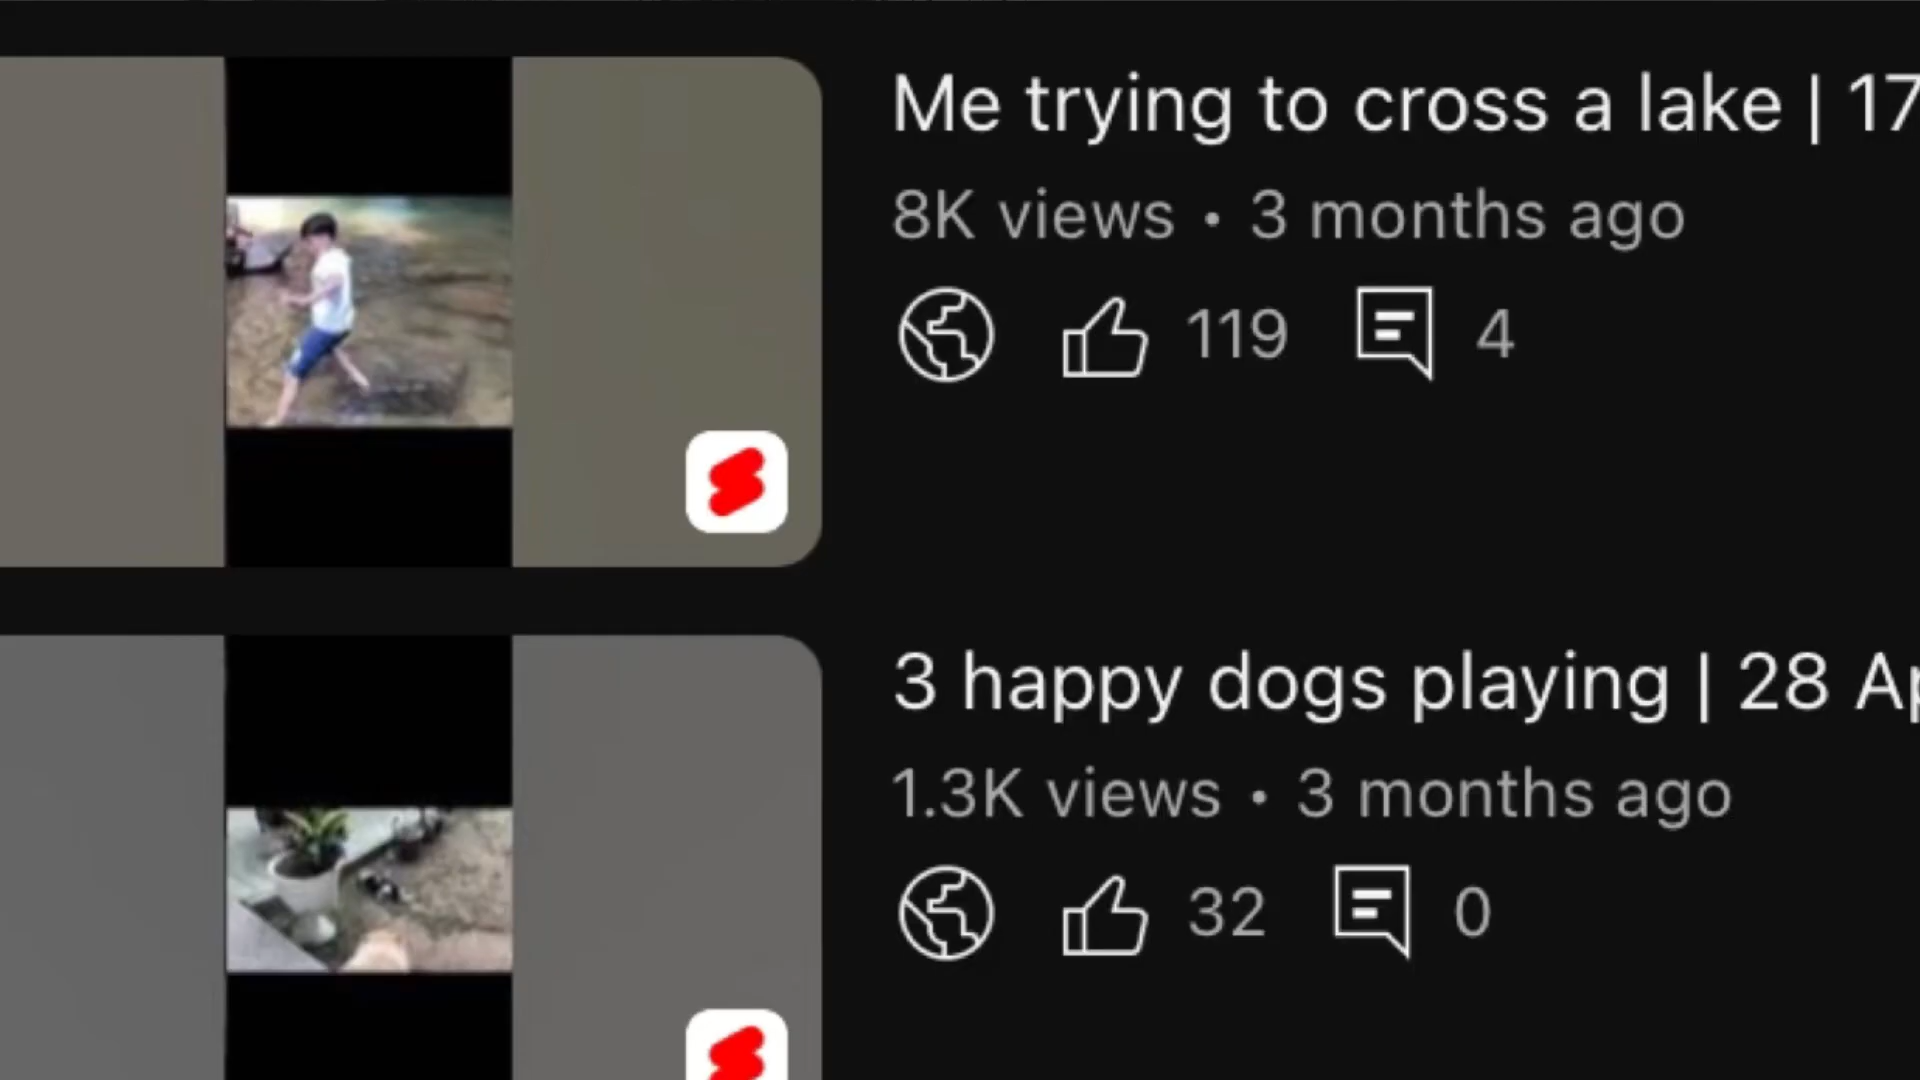 Me trying to cross a lake | 17
8K views • 3 months ago
119 4
3 happy dogs playing | 28 Ap
1.3K views • 3 months ago
32 0